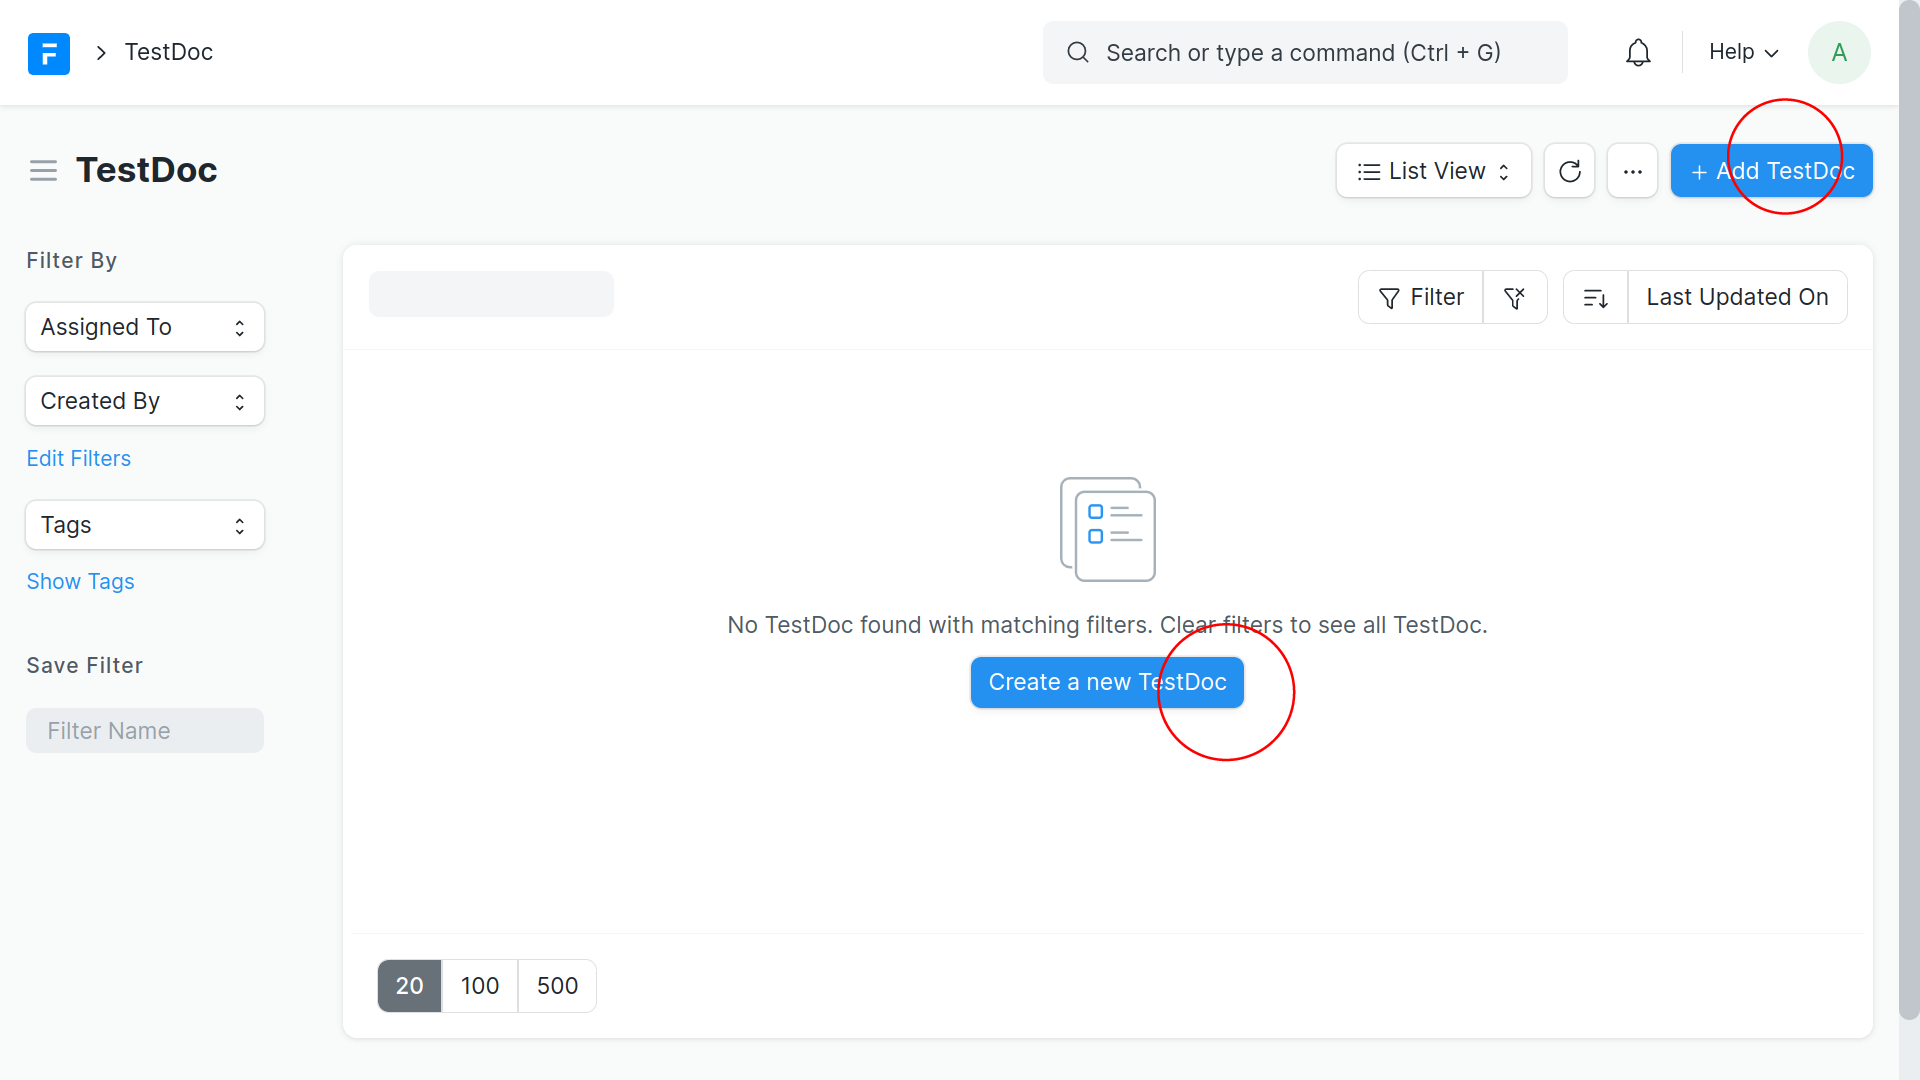 F
TestDoc
Search or type a command (Ctrl + G)
Help
A
TestDoc
List View
+ Add TestDoc
Filter By
Assigned To
Created By
Edit Filters
Tags
Show Tags
Save Filter
Filter Name
Filter
Last Updated On
No TestDoc found with matching filters. Clear filters to see all TestDoc.
Create a new TestDoc
20
100
500